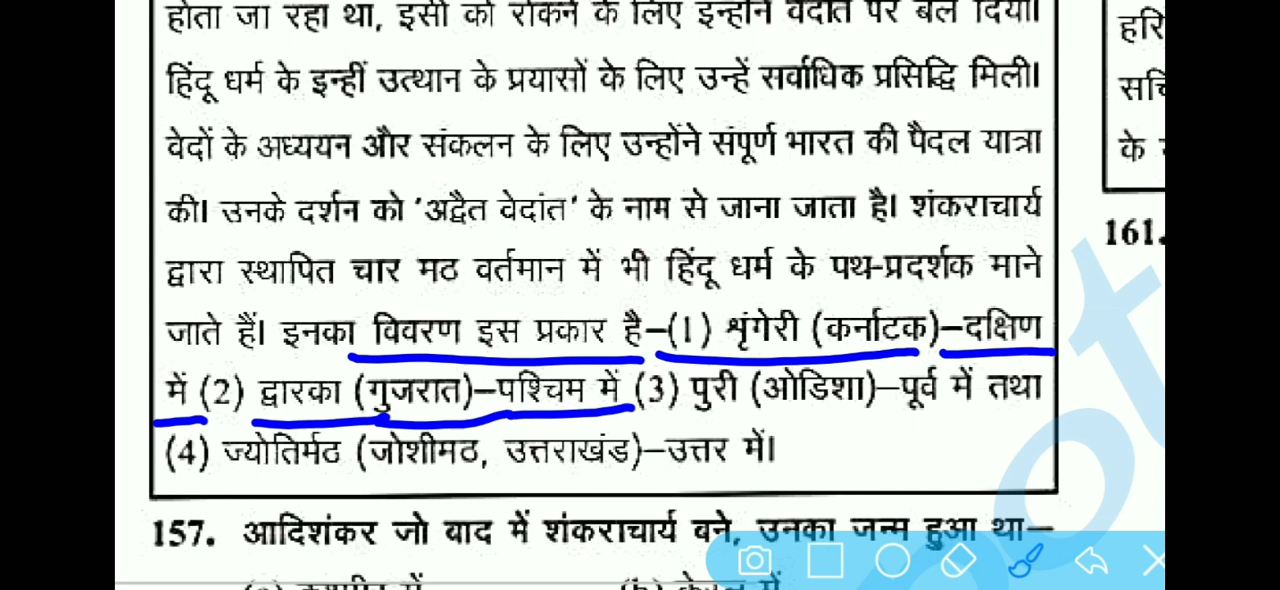 होता जा रहा था, इसी को रोकने के लिए इन्होंने वेदांत पर बल दिया।
हिंदू धर्म के इन्हीं उत्थान के प्रयासों के लिए उन्हें सर्वाधिक प्रसिद्धि मिली।
वेदों के अध्ययन और संकलन के लिए उन्होंने संपूर्ण भारत की पैदल यात्रा
की। उनके दर्शन को 'अद्वैत वेदांत' के नाम से जाना जाता है। शंकराचार्य
द्वारा स्थापित चार मठ वर्तमान में भी हिंदू धर्म के पथ-प्रदर्शक माने
जाते हैं। इनका विवरण इस प्रकार है–(1) शृंगेरी (कर्नाटक)–दक्षिण
में (2) द्वारका (गुजरात)–पश्चिम में (3) पुरी (ओडिशा)–पूर्व में तथा
(4) ज्योतिर्मठ (जोशीमठ, उत्तराखंड)–उत्तर में।
157. आदिशंकर जो बाद में शंकराचार्य बने, उनका जन्म हुआ था–
हरि
सचि
के
161.